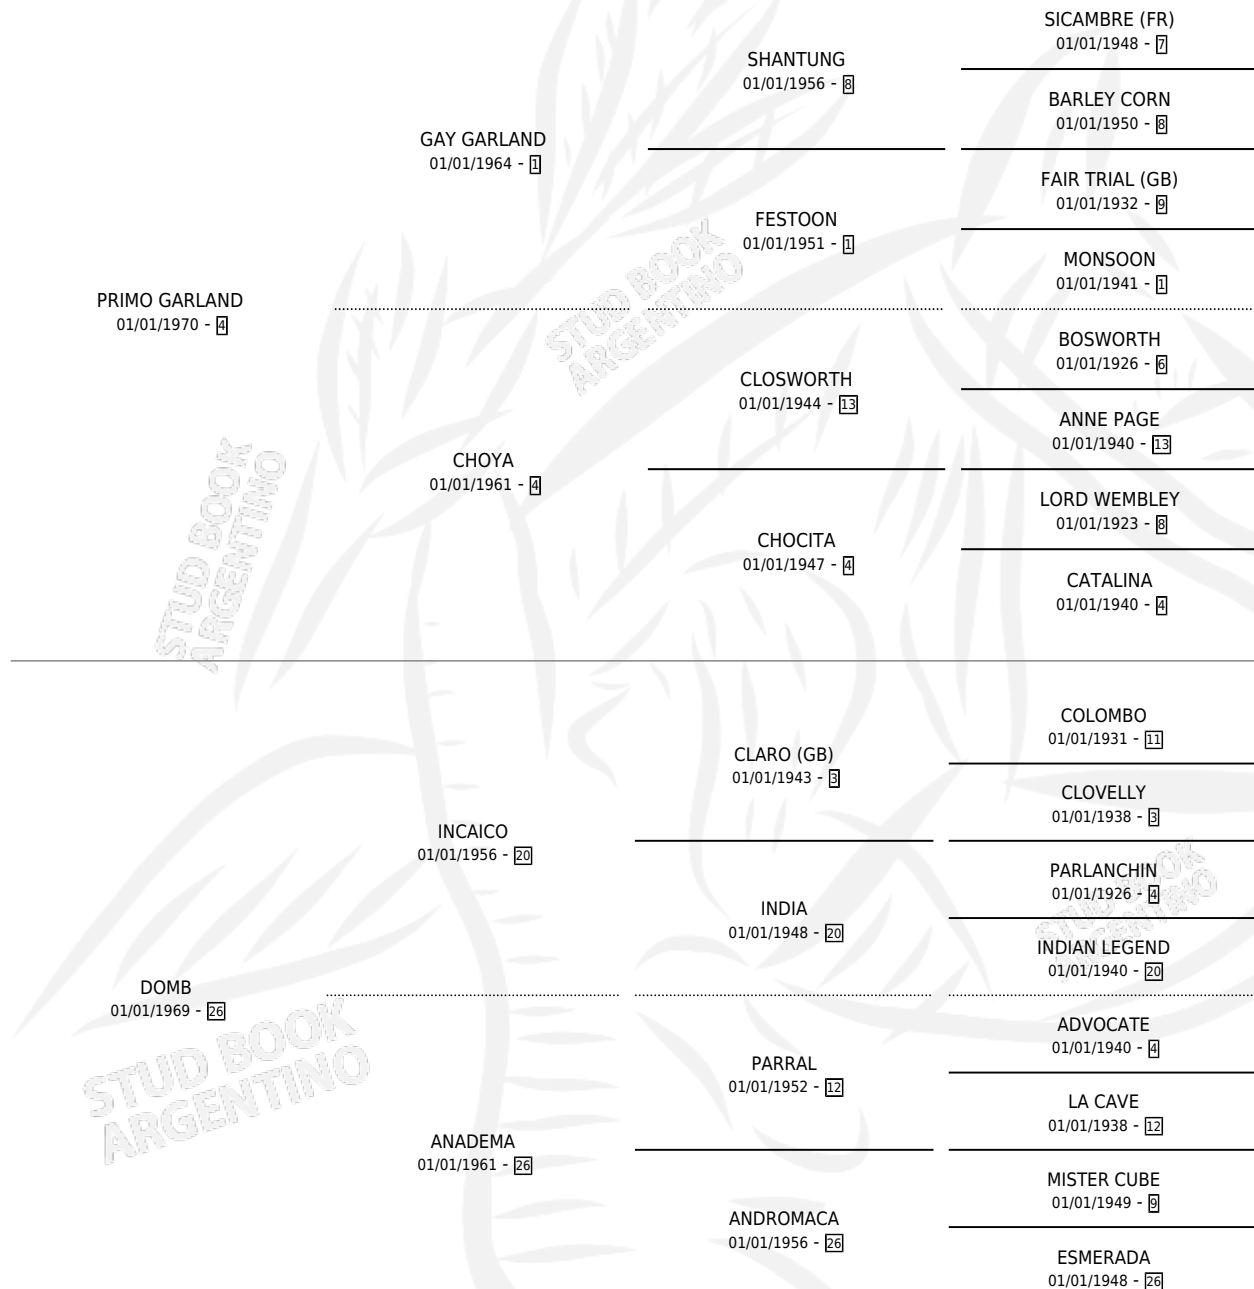 SICAMBRE (FR)
01/01/1948 - 7
SHANTUNG
01/01/1956 - 8
BARLEY CORN
01/01/1950 - 8
GAY GARLAND
01/01/1964 - 1
FAIR TRIAL (GB)
01/01/1932 - 9
FESTOON
01/01/1951 - 1
MONSOON
01/01/1941 - 1
PRIMO GARLAND
01/01/1970 - 4
BOSWORTH
01/01/1926 - 6
CLOSWORTH
01/01/1944 - 13
ANNE PAGE
01/01/1940 - 13
CHOYA
01/01/1961 - 4
LORD WEMBLEY
01/01/1923 - 8
CHOCITA
01/01/1947 - 4
CATALINA
01/01/1940 - 4
COLOMBO
01/01/1931 - 11
CLARO (GB)
01/01/1943 - 3
CLOVELLY
01/01/1938 - 3
INCAICO
01/01/1956 - 20
PARLANCHIN
01/01/1926 - 4
INDIA
01/01/1948 - 20
INDIAN LEGEND
01/01/1940 - 20
DOMB
01/01/1969 - 26
ADVOCATE
01/01/1940 - 4
PARRAL
01/01/1952 - 12
LA CAVE
01/01/1938 - 12
ANADEMA
01/01/1961 - 26
MISTER CUBE
01/01/1949 - 9
ANDROMACA
01/01/1956 - 26
ESMERADA
01/01/1948 - 26
STUD BOOK
ARGENTINO
STUD BOOK
ARGENTINO
STUD BOOK
ARGENTINO
STUD BOOK
ARGENTINO